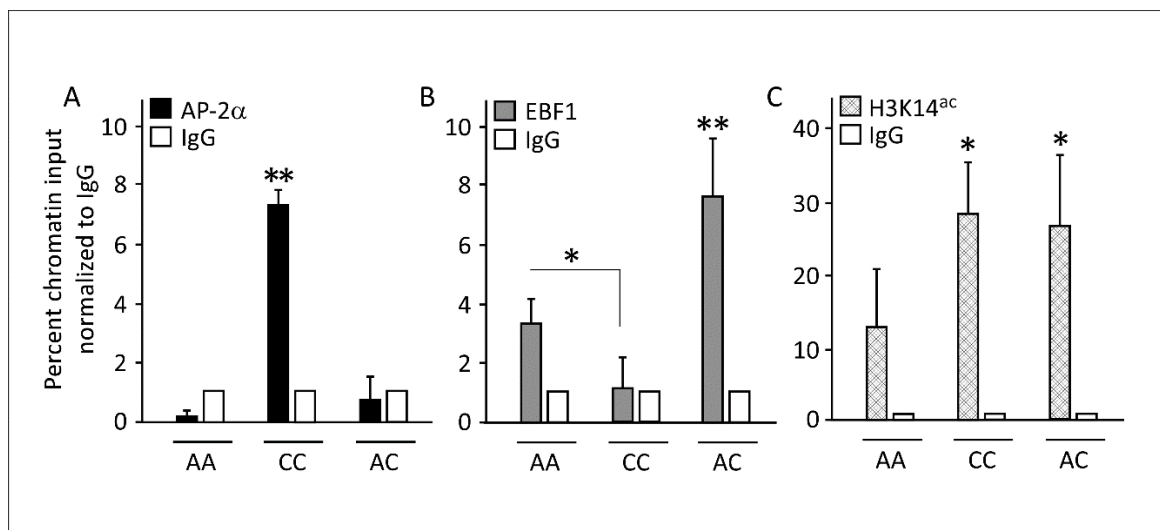 A
AP-2α
IgG
B
EBF1
IgG
C
H3K14ac
IgG
Percent chromatin input
normalized to IgG
10
8
6
4
2
0
**
AA
CC
AC
10
8
6
4
2
0
*
**
AA
CC
AC
40
30
20
10
0
*
*
AA
CC
AC